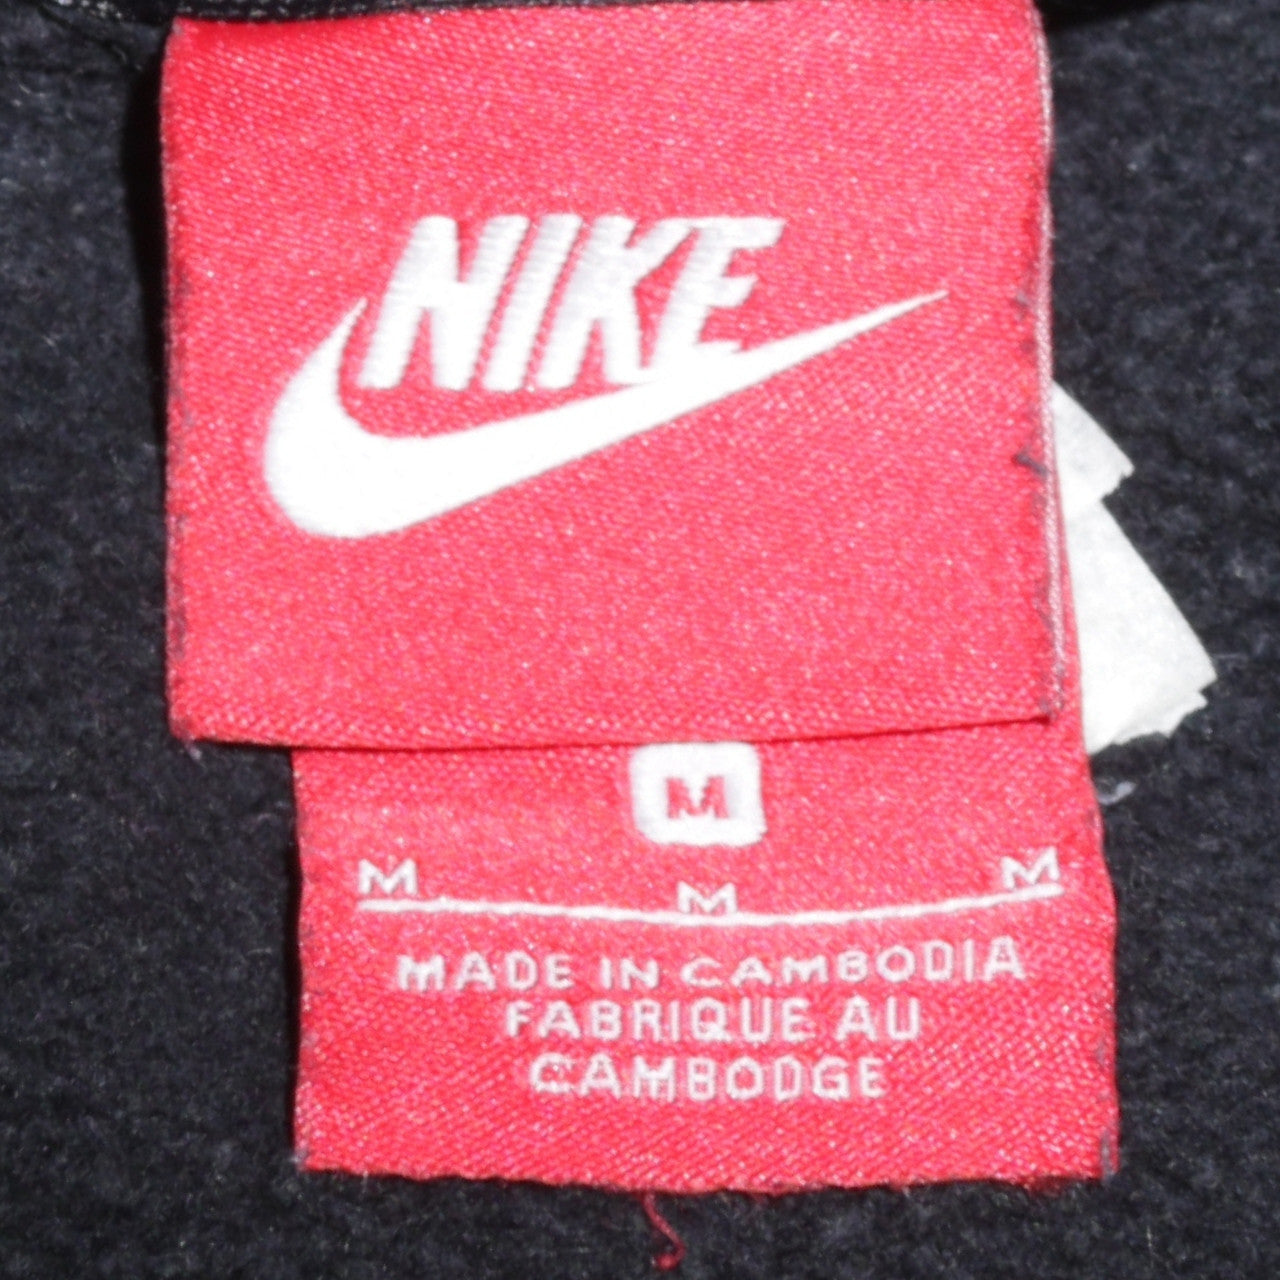 NIKE
M
M M M
MADE IN CAMBODIA
FABRIQUE AU
CAMBODGE